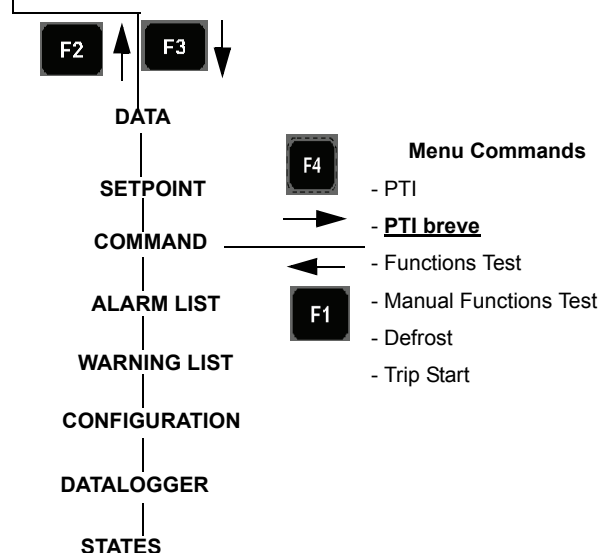 F2
F3
DATA
SETPOINT
COMMAND
ALARM LIST
WARNING LIST
CONFIGURATION
DATALOGGER
STATES
F4
F1
Menu Commands
- PTI
- PTI breve
- Functions Test
- Manual Functions Test
- Defrost
- Trip Start